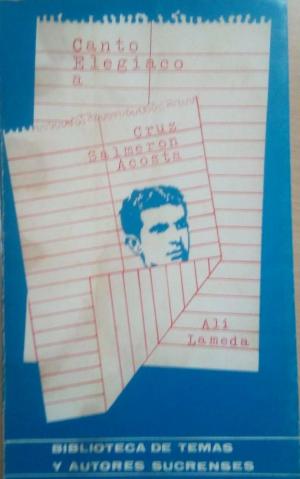 Canto
Elegíaco
a
Cruz
Salmerón
Acosta
Alí
Lameda
BIBLIOTECA DE TEMAS
Y AUTORES SUCRENSES